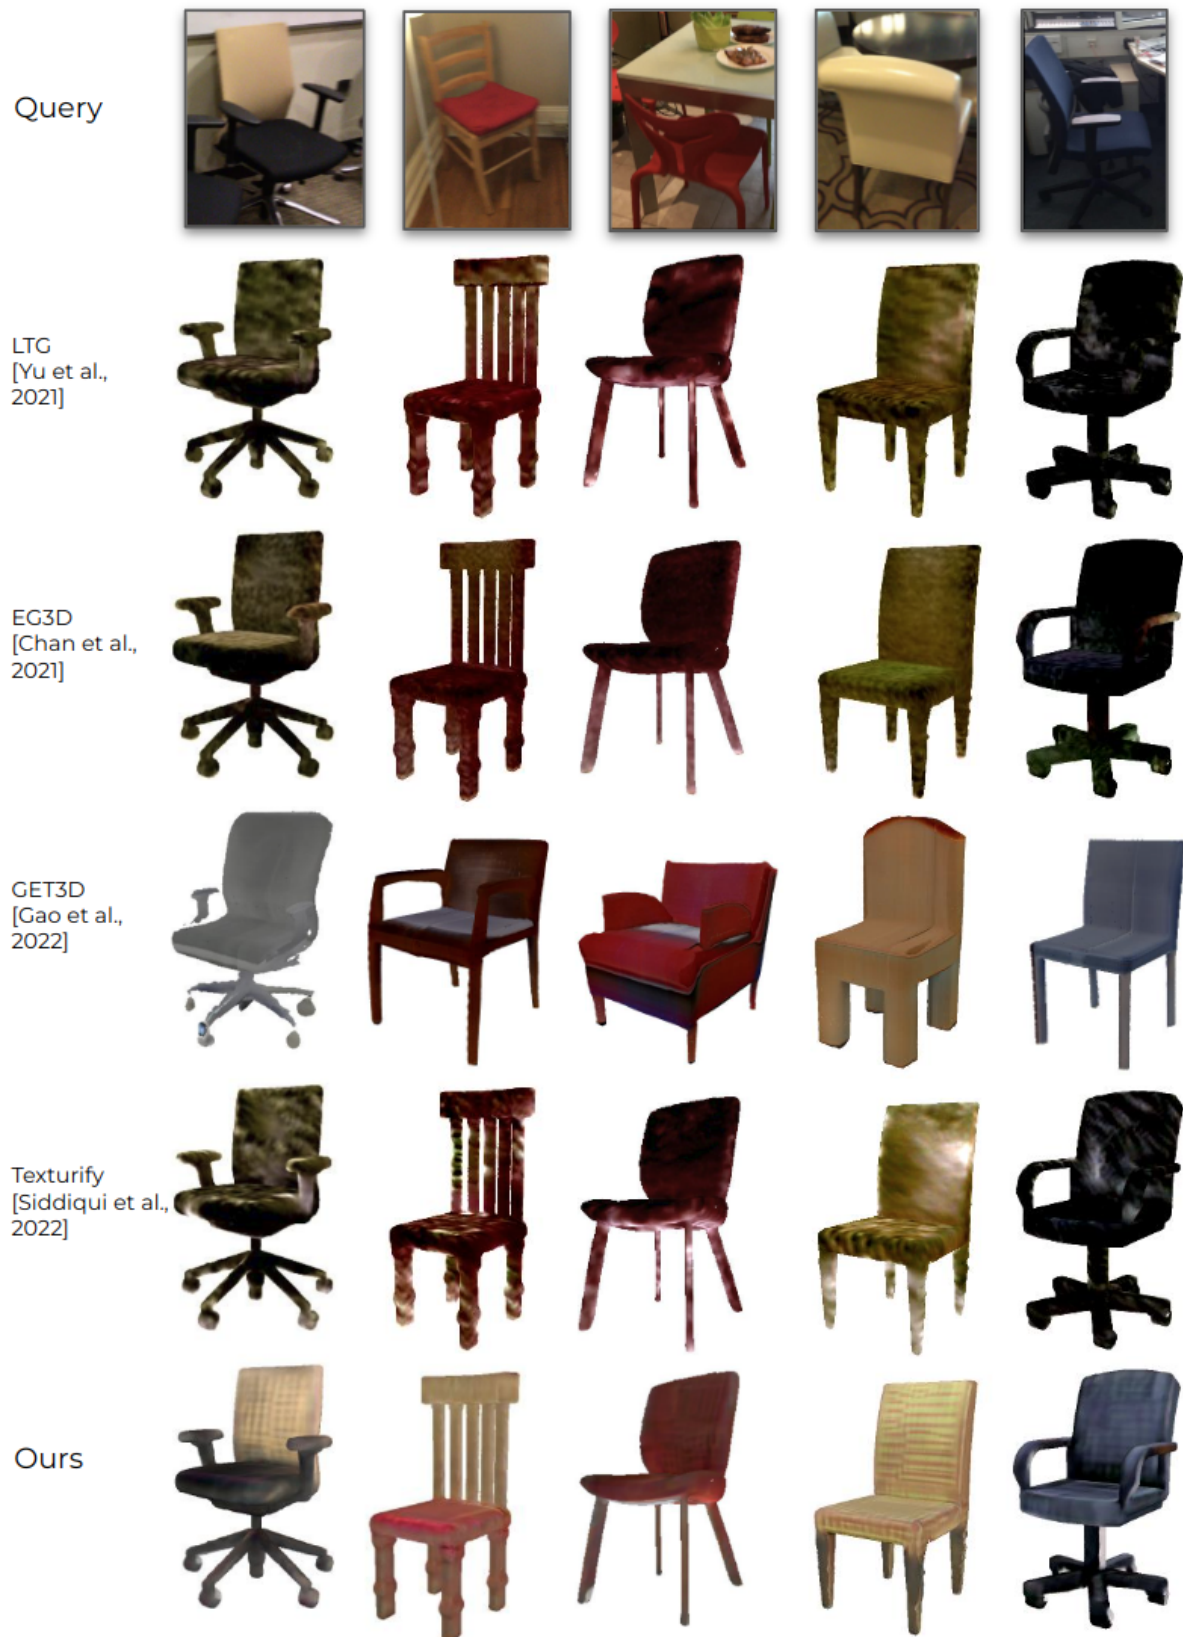 Query
LTG
[Yu et al.,
2021]
EG3D
[Chan et al.,
2021]
GET3D
[Gao et al.,
2022]
Texturify
[Siddiqui et al.,
2022]
Ours